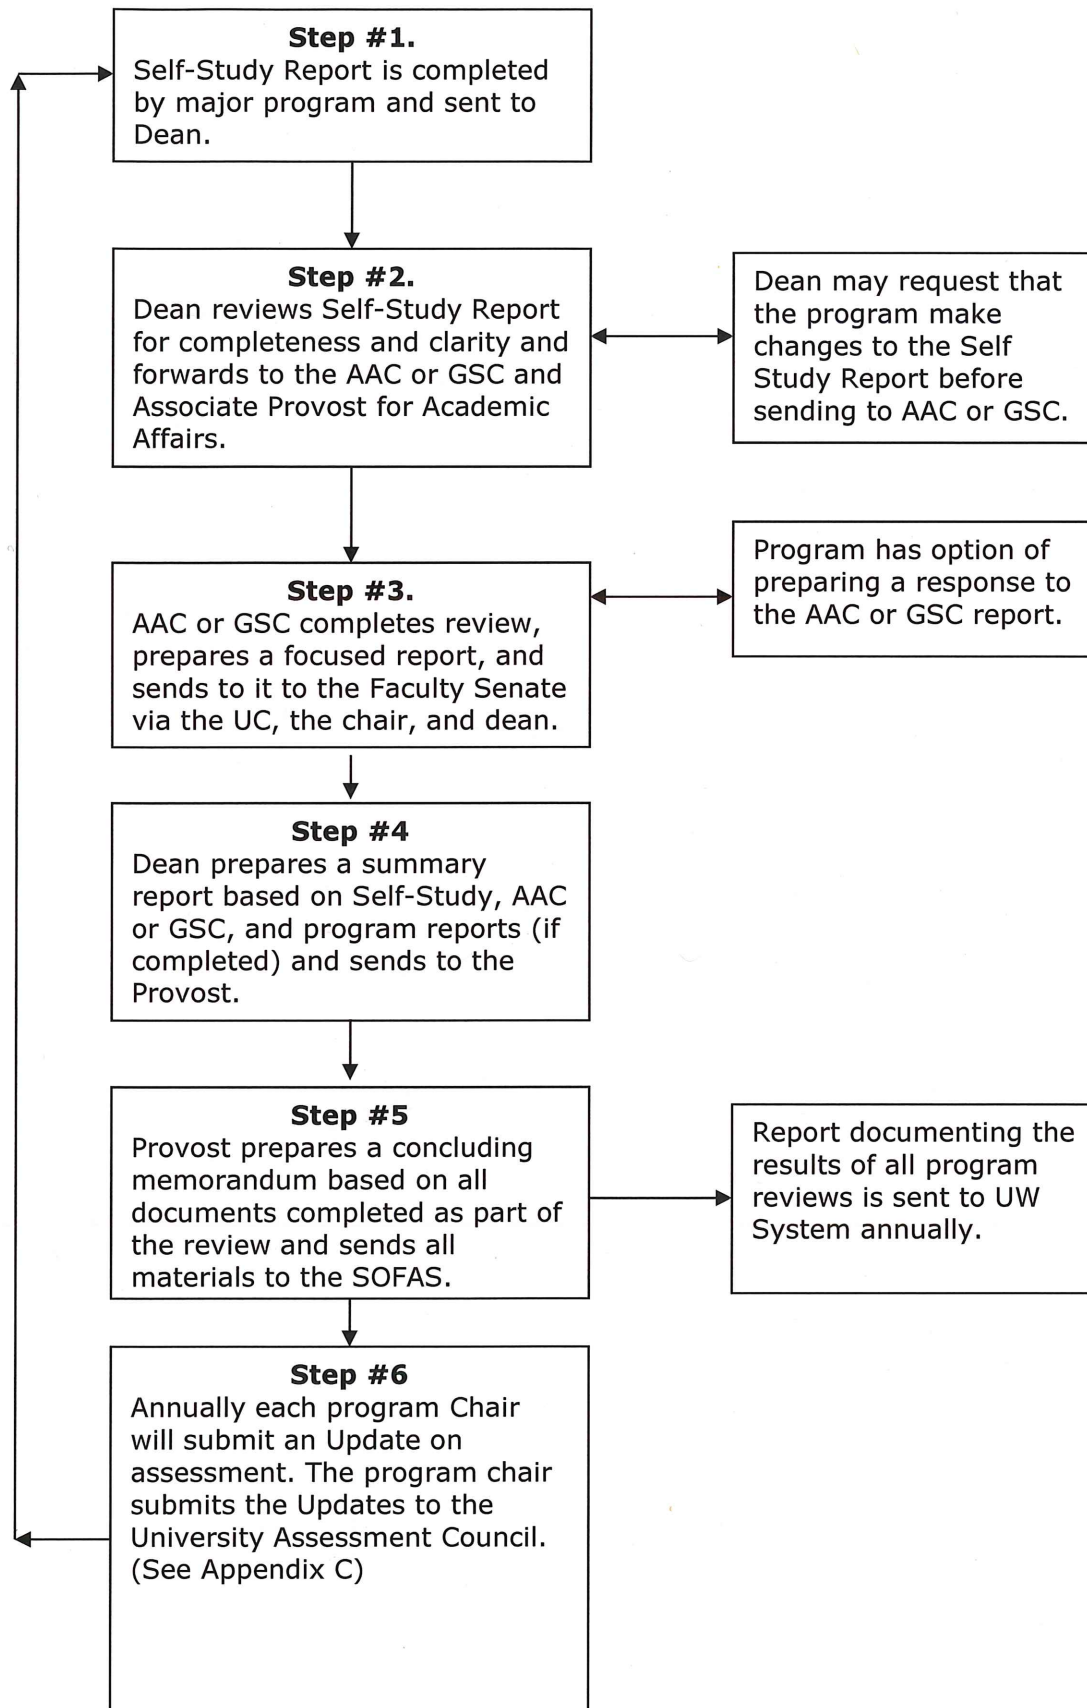 Step #1.
Self-Study Report is completed
by major program and sent to
Dean.
Step #2.
Dean reviews Self-Study Report
for completeness and clarity and
forwards to the AAC or GSC and
Associate Provost for Academic
Affairs.
Dean may request that
the program make
changes to the Self
Study Report before
sending to AAC or GSC.
Step #3.
AAC or GSC completes review,
prepares a focused report, and
sends to it to the Faculty Senate
via the UC, the chair, and dean.
Program has option of
preparing a response to
the AAC or GSC report.
Step #4
Dean prepares a summary
report based on Self-Study, AAC
or GSC, and program reports (if
completed) and sends to the
Provost.
Step #5
Provost prepares a concluding
memorandum based on all
documents completed as part of
the review and sends all
materials to the SOFAS.
Report documenting the
results of all program
reviews is sent to UW
System annually.
Step #6
Annually each program Chair
will submit an Update on
assessment. The program chair
submits the Updates to the
University Assessment Council.
(See Appendix C)